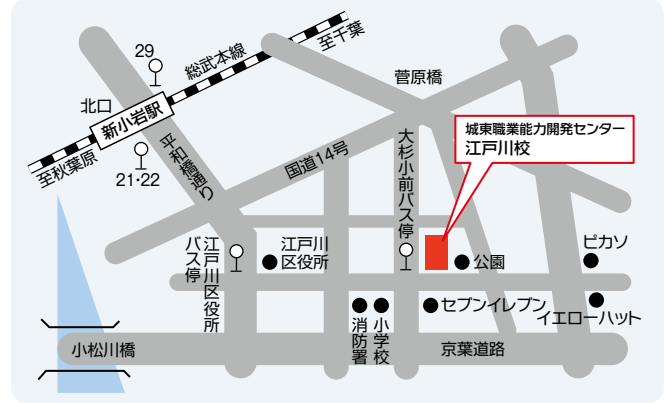 29
総武本線
至千葉
北口
新小岩駅
菅原橋
城東職業能力開発センター
江戸川校
至秋葉原
21・22
平和橋通り
国道14号
大杉小前バス停
江戸川区役所
バス停
江戸川
区役所
公園
ピカソ
セブンイレブン
イエローハット
消防署
小学校
小松川橋
京葉道路